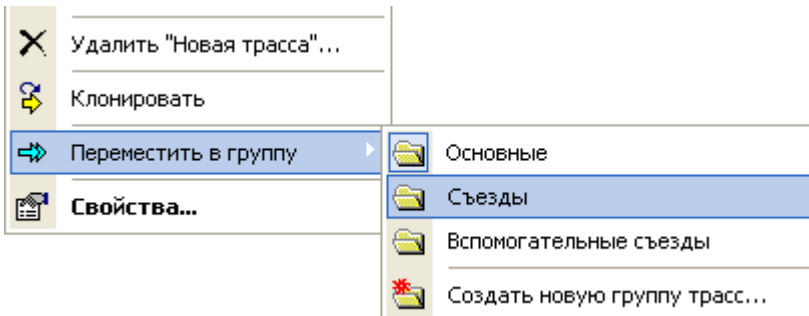 Удалить "Новая трасса"...
Клонировать
Переместить в группу
Свойства...
Основные
Съезды
Вспомогательные съезды
Создать новую группу трасс...